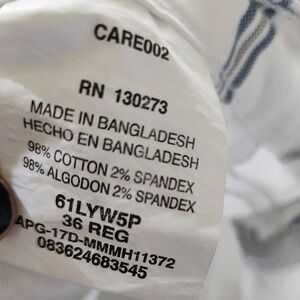 CARE002
RN 130273
MADE IN BANGLADESH
HECHO EN BANGLADESH
98% COTTON 2% SPANDEX
98% ALGODON 2% SPANDEX
61LYW5P
36 REG
APG-17D-MMMH11372
083624683545